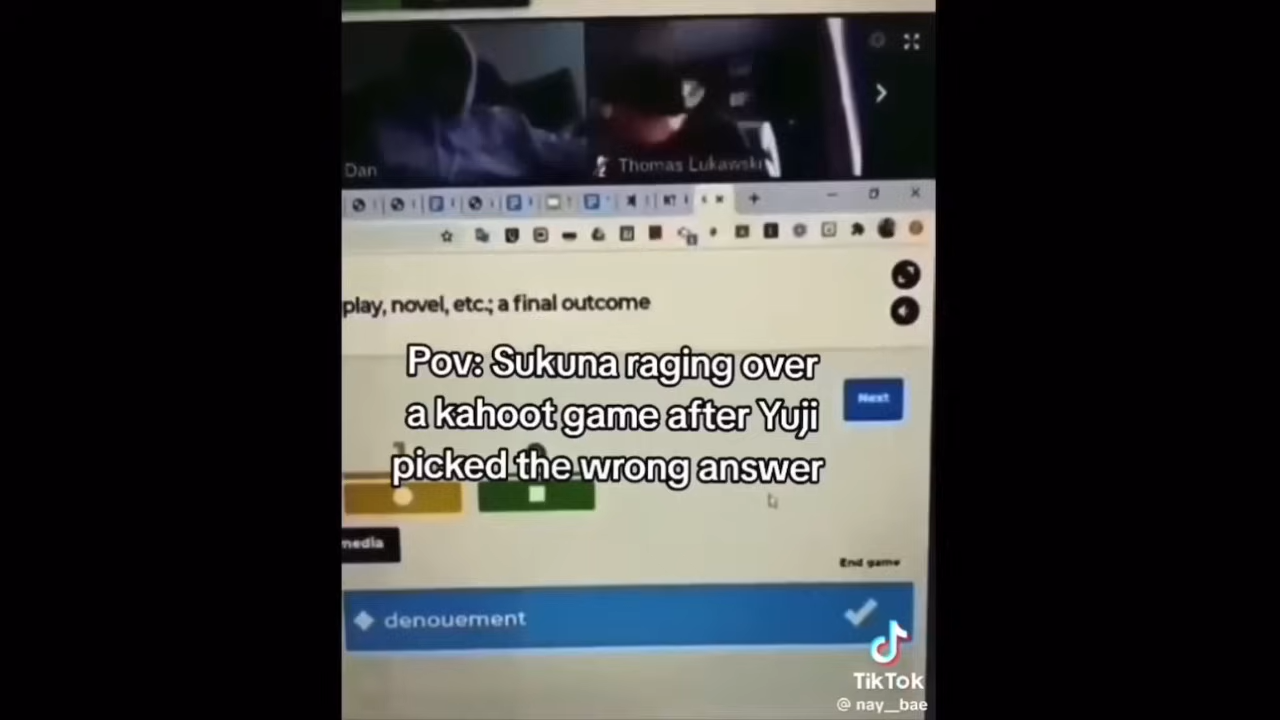 Dan
Thomas Lukawski
play, novel, etc.; a final outcome
Pov: Sukuna raging over
a kahoot game after Yuji
picked the wrong answer
Next
media
End game
denouement
TikTok
@ nay__bae